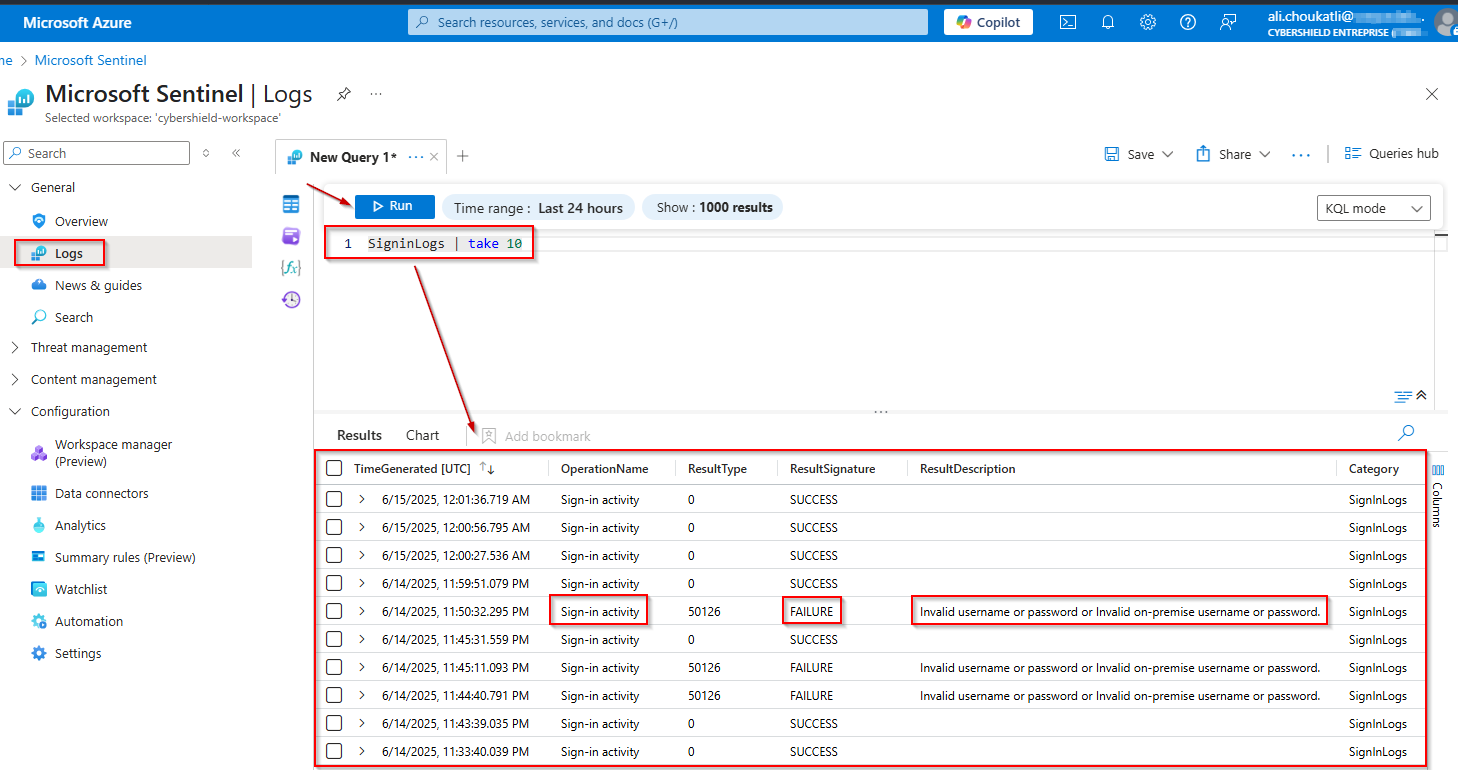 Microsoft Azure
Search resources, services, and docs (G+/)
Copilot
ali.choukatli@
CYBERSHIELD ENTREPRISE (
ne > Microsoft Sentinel
Microsoft Sentinel | Logs
Selected workspace: 'cybershield-workspace'
Search
General
Overview
Logs
News & guides
Search
Threat management
Content management
Configuration
Workspace manager
(Preview)
Data connectors
Analytics
Summary rules (Preview)
Watchlist
Automation
Settings
New Query 1*
Save
Share
Queries hub
Run
Time range : Last 24 hours
Show : 1000 results
KQL mode
1 SigninLogs | take 10
Results Chart Add bookmark
TimeGenerated [UTC] OperationName ResultType ResultSignature ResultDescription Category
6/15/2025, 12:01:36.719 AM Sign-in activity 0 SUCCESS SignInLogs
6/15/2025, 12:00:56.795 AM Sign-in activity 0 SUCCESS SignInLogs
6/15/2025, 12:00:27.536 AM Sign-in activity 0 SUCCESS SignInLogs
6/14/2025, 11:59:51.079 PM Sign-in activity 0 SUCCESS SignInLogs
6/14/2025, 11:50:32.295 PM Sign-in activity 50126 FAILURE Invalid username or password or Invalid on-premise username or password. SignInLogs
6/14/2025, 11:45:31.559 PM Sign-in activity 0 SUCCESS SignInLogs
6/14/2025, 11:45:11.093 PM Sign-in activity 50126 FAILURE Invalid username or password or Invalid on-premise username or password. SignInLogs
6/14/2025, 11:44:40.791 PM Sign-in activity 50126 FAILURE Invalid username or password or Invalid on-premise username or password. SignInLogs
6/14/2025, 11:43:39.035 PM Sign-in activity 0 SUCCESS SignInLogs
6/14/2025, 11:33:40.039 PM Sign-in activity 0 SUCCESS SignInLogs
Columns